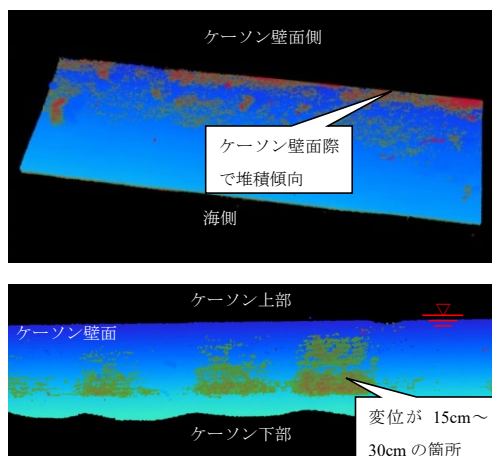 ケーソン壁面側
ケーソン壁面際
で堆積傾向
海側
ケーソン上部
ケーソン壁面
ケーソン下部
変位が 15cm～
30cm の箇所